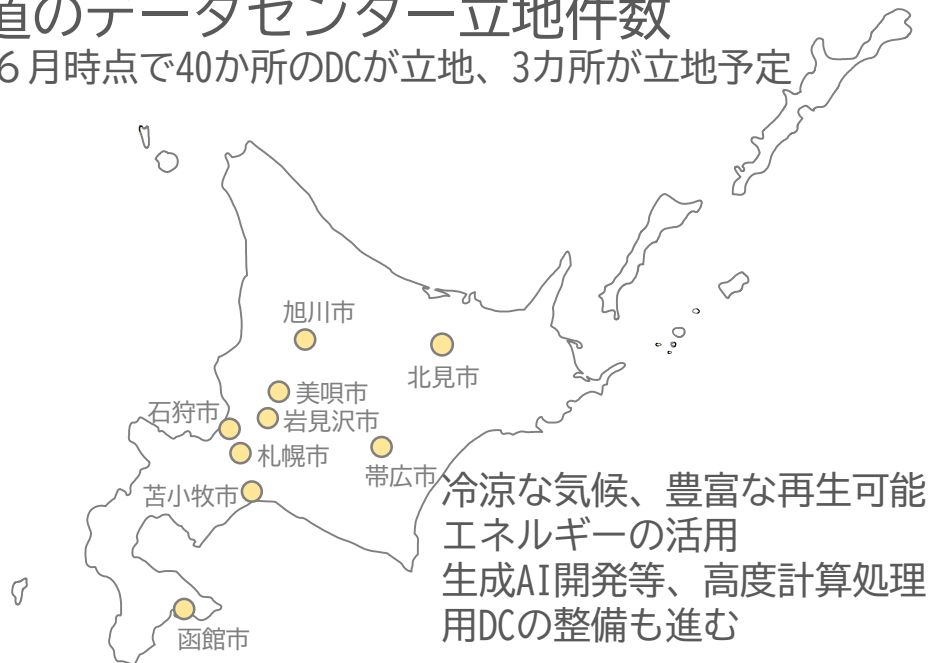 道のデータセンター立地件数
6月時点で40か所のDCが立地、3カ所が立地予定
旭川市
北見市
美唄市
石狩市
岩見沢市
札幌市
帯広市
苫小牧市
函館市
冷涼な気候、豊富な再生可能
エネルギーの活用
生成AI開発等、高度計算処理
用DCの整備も進む